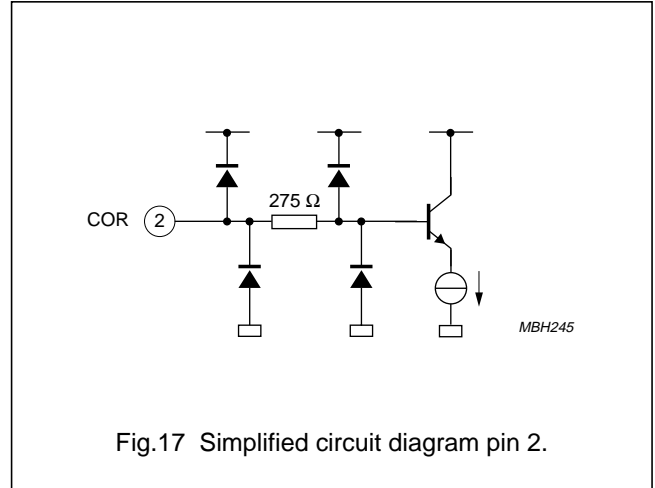 275 Ω
COR 2
MBH245
Fig.17 Simplified circuit diagram pin 2.